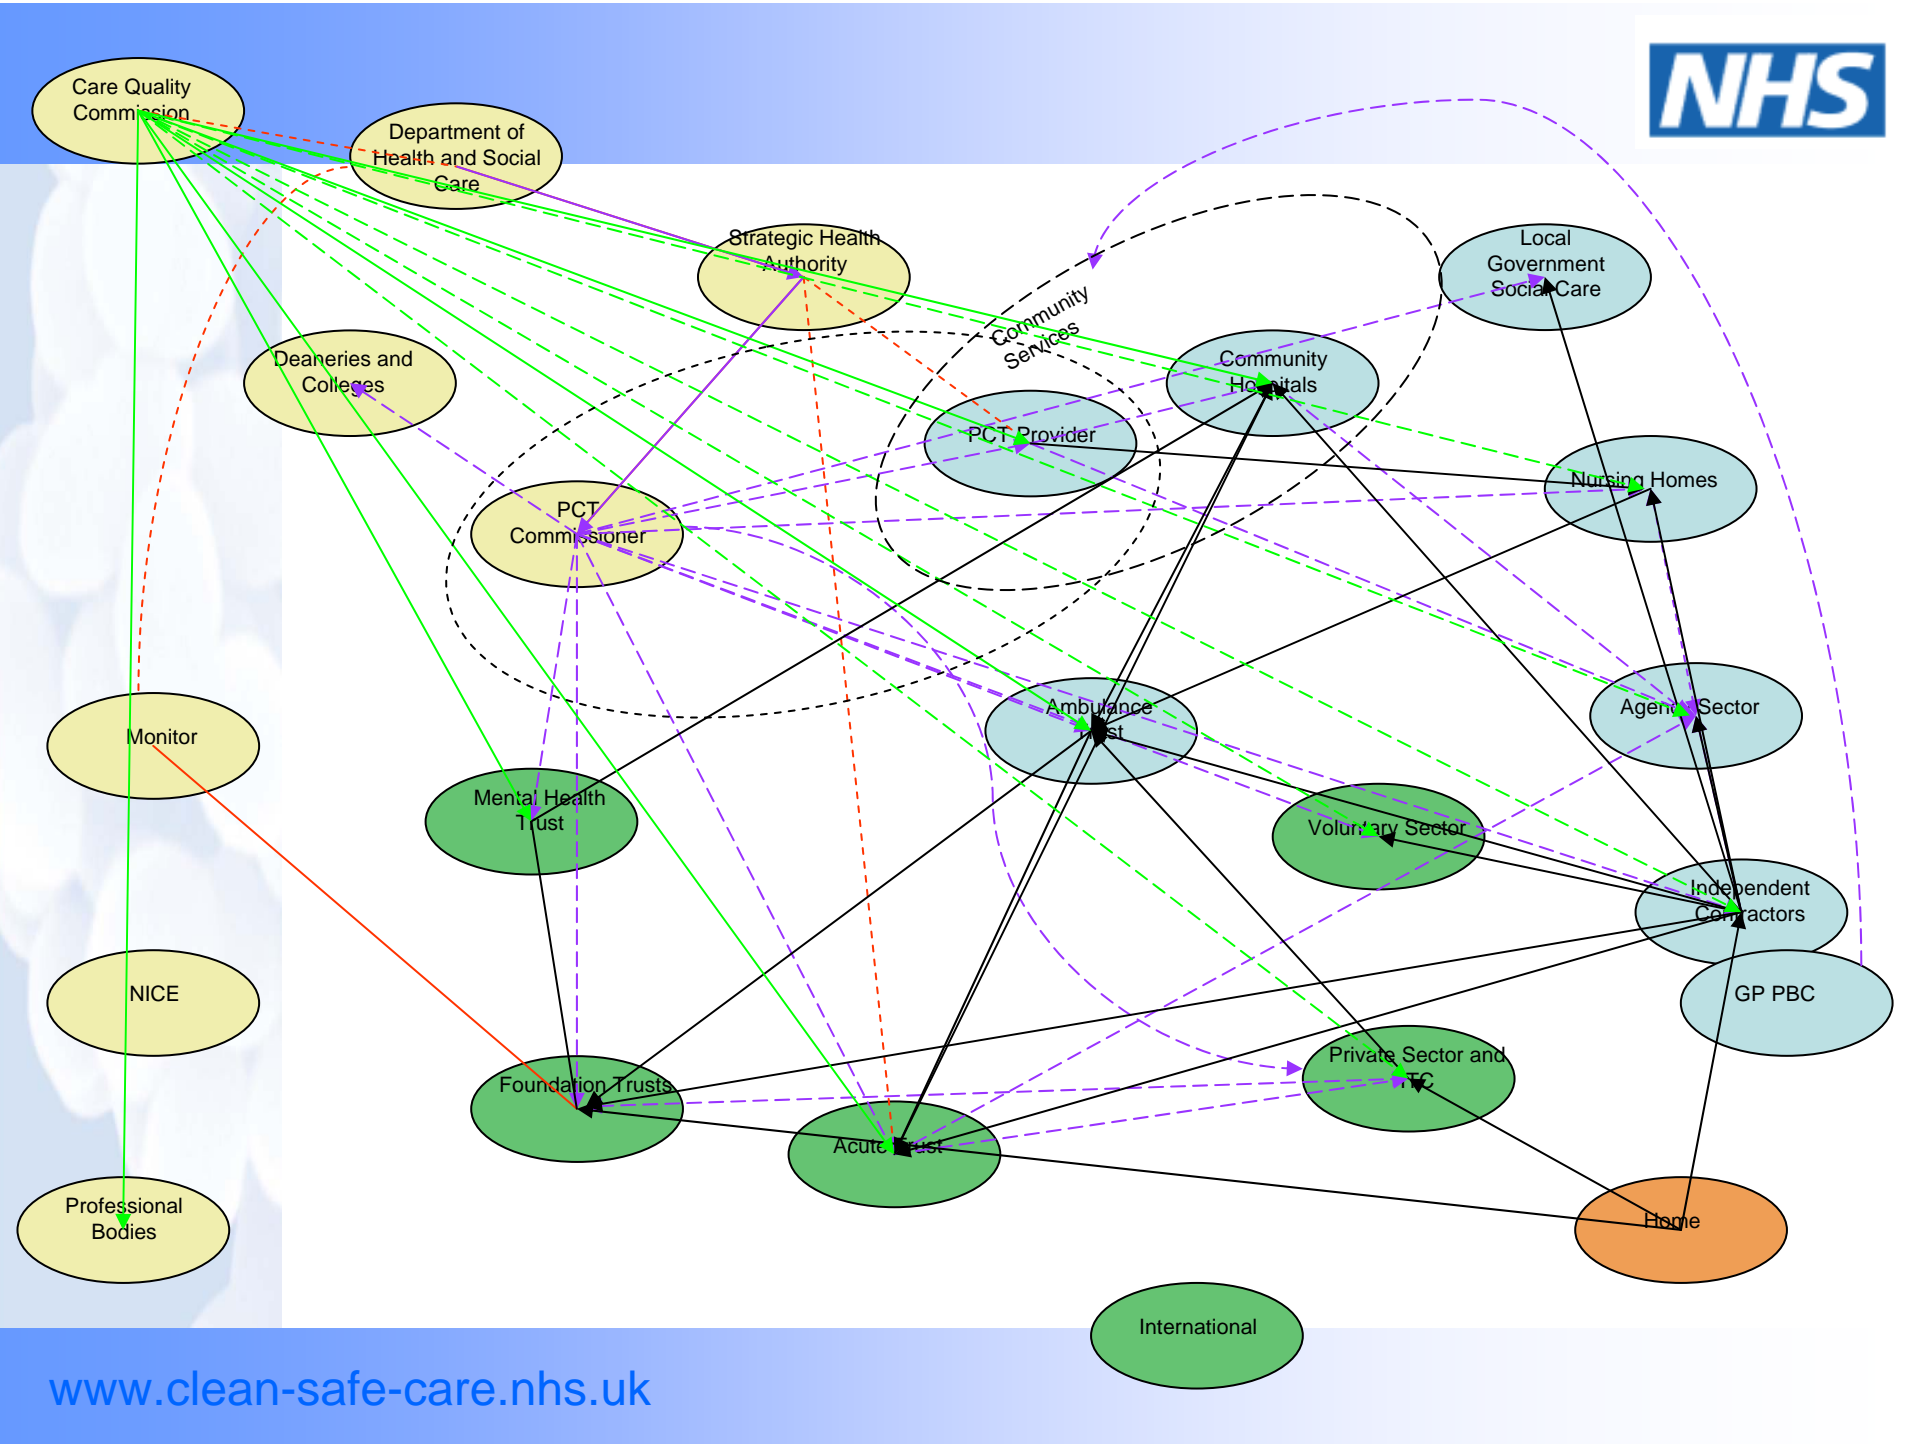 NHS
Care Quality
Commission
Department of
Health and Social
Care
Strategic Health
Authority
Local
Government
Social Care
Community
Services
Deaneries and
Colleges
Community
Hospitals
PCT Provider
Nursing Homes
PCT
Commissioner
Monitor
Ambulance
Trust
Agency Sector
Mental Health
Trust
Voluntary Sector
Independent
Contractors
NICE
GP PBC
Foundation Trusts
Acute Trust
Private Sector and
ITC
Professional
Bodies
Home
International
www.clean-safe-care.nhs.uk